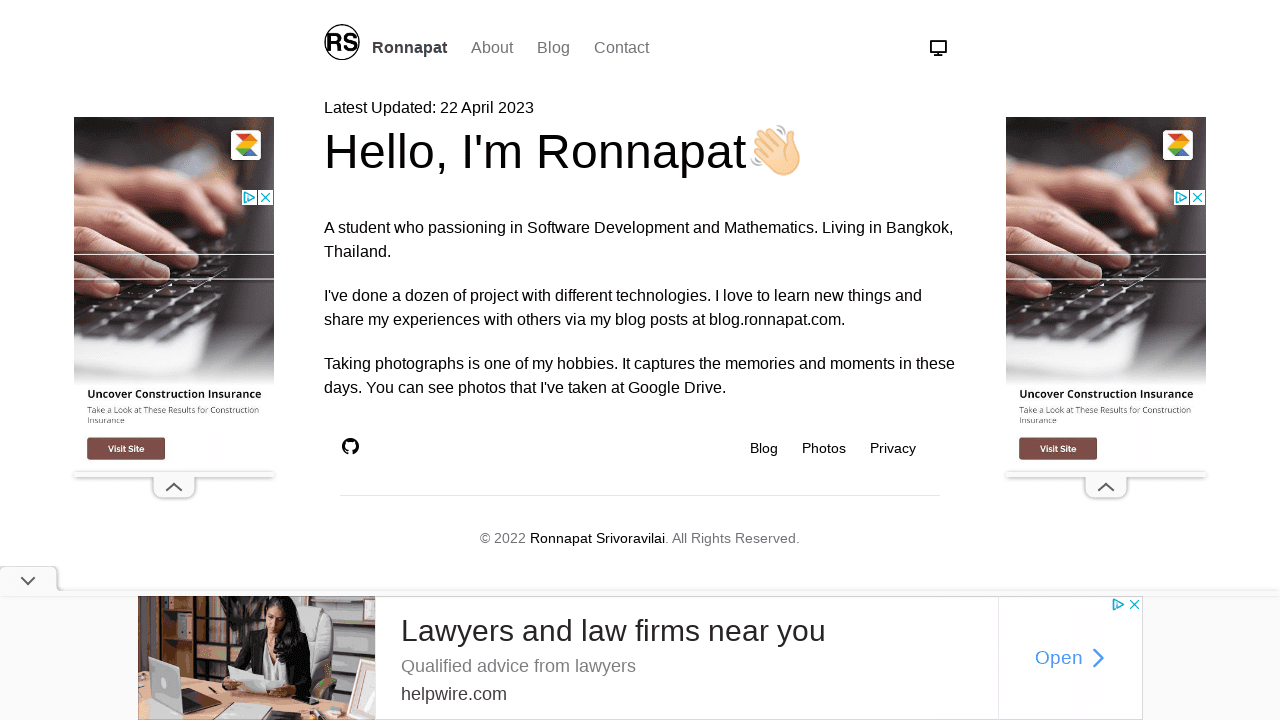 RS
Ronnapat About Blog Contact
Latest Updated: 22 April 2023
Hello, I'm Ronnapat👋🏻
A student who passioning in Software Development and Mathematics. Living in Bangkok,
Thailand.
I've done a dozen of project with different technologies. I love to learn new things and
share my experiences with others via my blog posts at blog.ronnapat.com.
Taking photographs is one of my hobbies. It captures the memories and moments in these
days. You can see photos that I've taken at Google Drive.
Blog Photos Privacy
© 2022 Ronnapat Srivoravilai. All Rights Reserved.
Uncover Construction Insurance
Take a Look at These Results for Construction
Insurance
Visit Site
Uncover Construction Insurance
Take a Look at These Results for Construction
Insurance
Visit Site
Lawyers and law firms near you
Qualified advice from lawyers
helpwire.com
Open